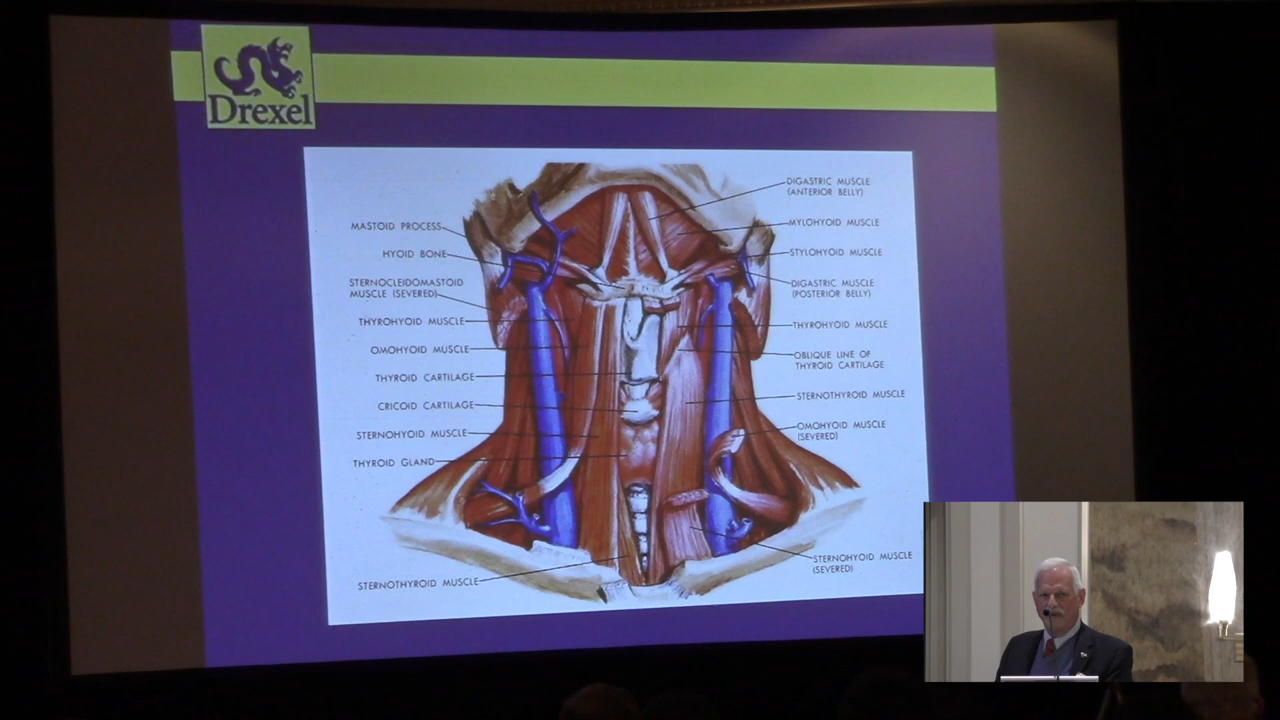 Drexel
MASTOID PROCESS
HYOID BONE
STERNOCLEIDOMASTOID
MUSCLE (SEVERED)
THYROHYOID MUSCLE
OMOHYOID MUSCLE
THYROID CARTILAGE
CRICOID CARTILAGE
STERNOHYOID MUSCLE
THYROID GLAND
STERNOTHYROID MUSCLE
DIGASTRIC MUSCLE
(ANTERIOR BELLY)
MYLOHYOID MUSCLE
STYLOHYOID MUSCLE
DIGASTRIC MUSCLE
(POSTERIOR BELLY)
THYROHYOID MUSCLE
OBLIQUE LINE OF
THYROID CARTILAGE
STERNOTHYROID MUSCLE
OMOHYOID MUSCLE
(SEVERED)
STERNOHYOID MUSCLE
(SEVERED)